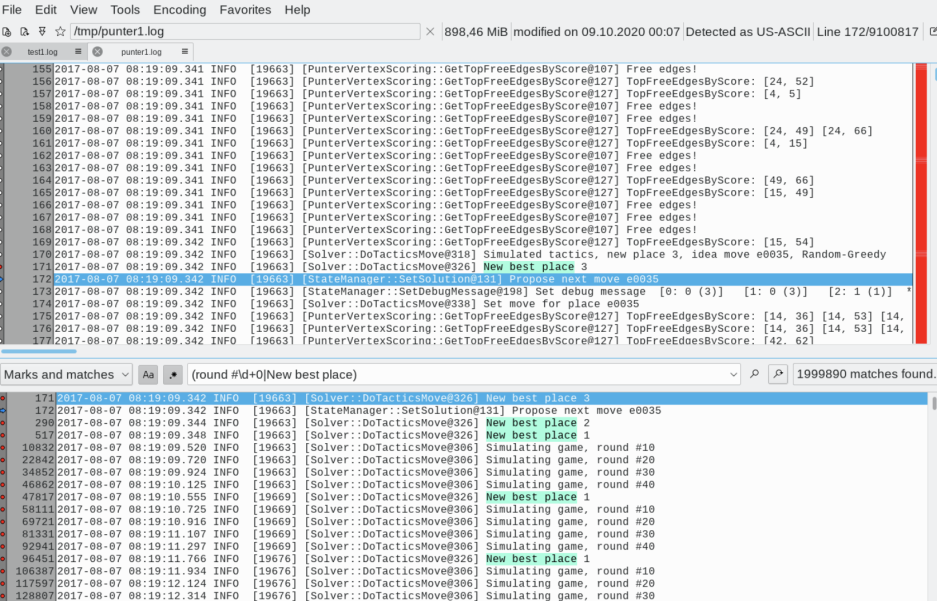 File Edit View Tools Encoding Favorites Help
/tmp/punter1.log 898,46 MiB modified on 09.10.2020 00:07 Detected as US-ASCII Line 172/9100817
test1.log punter1.log
155 2017-08-07 08:19:09.341 INFO [19663] [PunterVertexScoring::GetTopFreeEdgesByScore@107] Free edges!
156 2017-08-07 08:19:09.341 INFO [19663] [PunterVertexScoring::GetTopFreeEdgesByScore@127] TopFreeEdgesByScore: [24, 52]
157 2017-08-07 08:19:09.341 INFO [19663] [PunterVertexScoring::GetTopFreeEdgesByScore@127] TopFreeEdgesByScore: [4, 5]
158 2017-08-07 08:19:09.341 INFO [19663] [PunterVertexScoring::GetTopFreeEdgesByScore@107] Free edges!
159 2017-08-07 08:19:09.341 INFO [19663] [PunterVertexScoring::GetTopFreeEdgesByScore@107] Free edges!
160 2017-08-07 08:19:09.341 INFO [19663] [PunterVertexScoring::GetTopFreeEdgesByScore@127] TopFreeEdgesByScore: [24, 49] [24, 66]
161 2017-08-07 08:19:09.341 INFO [19663] [PunterVertexScoring::GetTopFreeEdgesByScore@127] TopFreeEdgesByScore: [4, 15]
162 2017-08-07 08:19:09.341 INFO [19663] [PunterVertexScoring::GetTopFreeEdgesByScore@107] Free edges!
163 2017-08-07 08:19:09.341 INFO [19663] [PunterVertexScoring::GetTopFreeEdgesByScore@107] Free edges!
164 2017-08-07 08:19:09.341 INFO [19663] [PunterVertexScoring::GetTopFreeEdgesByScore@127] TopFreeEdgesByScore: [49, 66]
165 2017-08-07 08:19:09.341 INFO [19663] [PunterVertexScoring::GetTopFreeEdgesByScore@127] TopFreeEdgesByScore: [15, 49]
166 2017-08-07 08:19:09.341 INFO [19663] [PunterVertexScoring::GetTopFreeEdgesByScore@107] Free edges!
167 2017-08-07 08:19:09.341 INFO [19663] [PunterVertexScoring::GetTopFreeEdgesByScore@107] Free edges!
168 2017-08-07 08:19:09.341 INFO [19663] [PunterVertexScoring::GetTopFreeEdgesByScore@107] Free edges!
169 2017-08-07 08:19:09.342 INFO [19663] [PunterVertexScoring::GetTopFreeEdgesByScore@127] TopFreeEdgesByScore: [15, 54]
170 2017-08-07 08:19:09.342 INFO [19663] [Solver::DoTacticsMove@318] Simulated tactics, new place 3, idea move e0035, Random-Greedy
171 2017-08-07 08:19:09.342 INFO [19663] [Solver::DoTacticsMove@326] New best place 3
172 2017-08-07 08:19:09.342 INFO [19663] [StateManager::SetSolution@131] Propose next move e0035
173 2017-08-07 08:19:09.342 INFO [19663] [StateManager::SetDebugMessage@198] Set debug message [0: 0 (3)] [1: 0 (3)] [2: 1 (1)] *
174 2017-08-07 08:19:09.342 INFO [19663] [Solver::DoTacticsMove@338] Set move for place e0035
175 2017-08-07 08:19:09.342 INFO [19663] [PunterVertexScoring::GetTopFreeEdgesByScore@127] TopFreeEdgesByScore: [14, 36] [14, 53] [14,
176 2017-08-07 08:19:09.342 INFO [19663] [PunterVertexScoring::GetTopFreeEdgesByScore@127] TopFreeEdgesByScore: [14, 36] [14, 53] [14,
177 2017-08-07 08:19:09.342 INFO [19663] [PunterVertexScoring::GetTopFreeEdgesByScore@127] TopFreeEdgesByScore: [42, 62]
Marks and matches Aa .* (round #\d+0|New best place) 1999890 matches found.
171 2017-08-07 08:19:09.342 INFO [19663] [Solver::DoTacticsMove@326] New best place 3
172 2017-08-07 08:19:09.342 INFO [19663] [StateManager::SetSolution@131] Propose next move e0035
290 2017-08-07 08:19:09.344 INFO [19663] [Solver::DoTacticsMove@326] New best place 2
517 2017-08-07 08:19:09.348 INFO [19663] [Solver::DoTacticsMove@326] New best place 1
10832 2017-08-07 08:19:09.520 INFO [19663] [Solver::DoTacticsMove@306] Simulating game, round #10
22842 2017-08-07 08:19:09.720 INFO [19663] [Solver::DoTacticsMove@306] Simulating game, round #20
34852 2017-08-07 08:19:09.924 INFO [19663] [Solver::DoTacticsMove@306] Simulating game, round #30
46862 2017-08-07 08:19:10.125 INFO [19663] [Solver::DoTacticsMove@306] Simulating game, round #40
47817 2017-08-07 08:19:10.555 INFO [19669] [Solver::DoTacticsMove@326] New best place 1
58111 2017-08-07 08:19:10.725 INFO [19669] [Solver::DoTacticsMove@306] Simulating game, round #10
69721 2017-08-07 08:19:10.916 INFO [19669] [Solver::DoTacticsMove@306] Simulating game, round #20
81331 2017-08-07 08:19:11.107 INFO [19669] [Solver::DoTacticsMove@306] Simulating game, round #30
92941 2017-08-07 08:19:11.297 INFO [19669] [Solver::DoTacticsMove@306] Simulating game, round #40
96451 2017-08-07 08:19:11.766 INFO [19676] [Solver::DoTacticsMove@326] New best place 1
106387 2017-08-07 08:19:11.934 INFO [19676] [Solver::DoTacticsMove@306] Simulating game, round #10
117597 2017-08-07 08:19:12.124 INFO [19676] [Solver::DoTacticsMove@306] Simulating game, round #20
128807 2017-08-07 08:19:12.314 INFO [19676] [Solver::DoTacticsMove@306] Simulating game, round #30